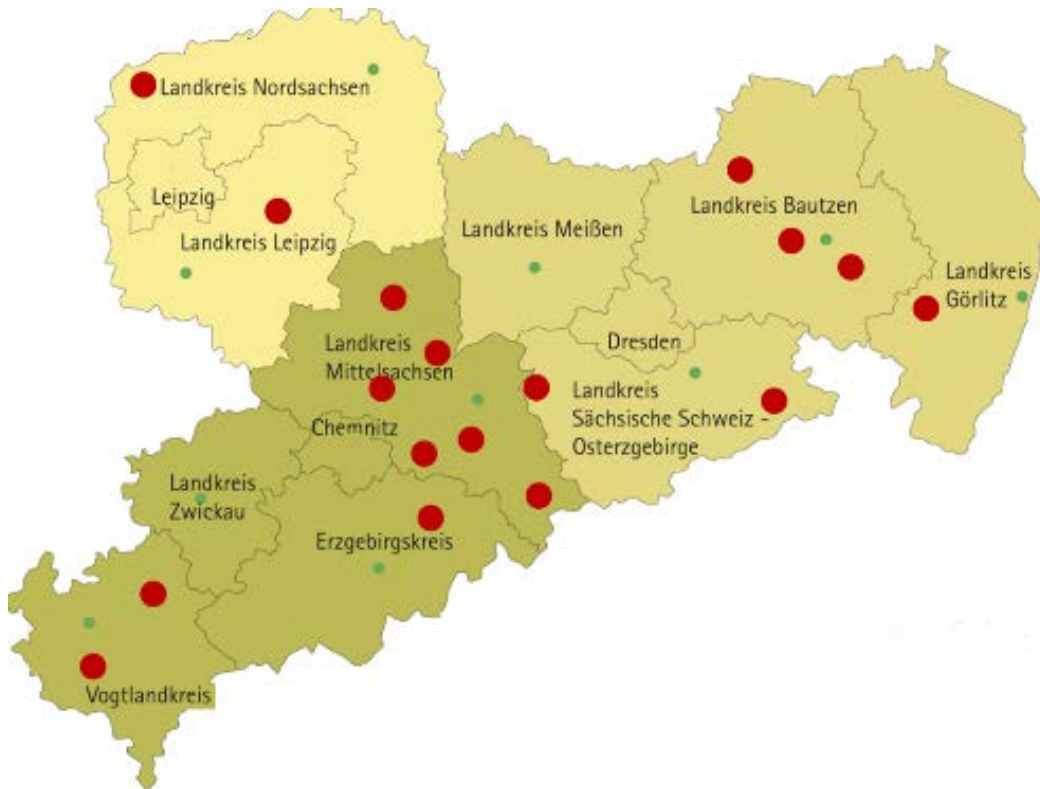 Landkreis Nordsachsen
Leipzig
Landkreis Leipzig
Landkreis Meißen
Landkreis Bautzen
Landkreis
Görlitz
Dresden
Landkreis
Mittelsachsen
Landkreis
Sächsische Schweiz -
Osterzgebirge
Chemnitz
Landkreis
Zwickau
Erzgebirgskreis
Vogtlandkreis